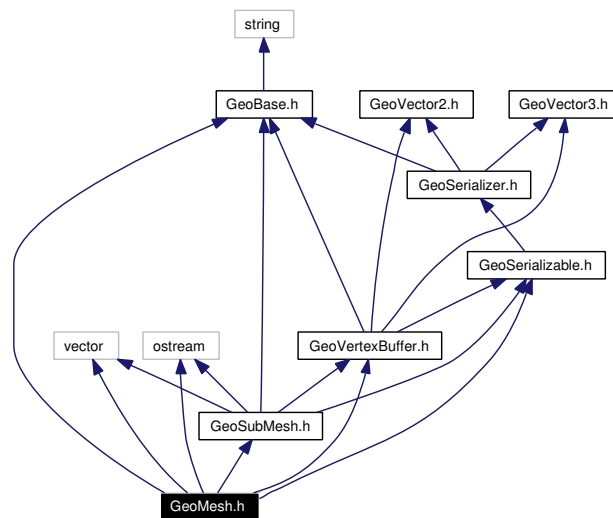 string
GeoBase.h
GeoVector2.h
GeoVector3.h
GeoSerializer.h
GeoSerializable.h
vector
ostream
GeoVertexBuffer.h
GeoSubMesh.h
GeoMesh.h